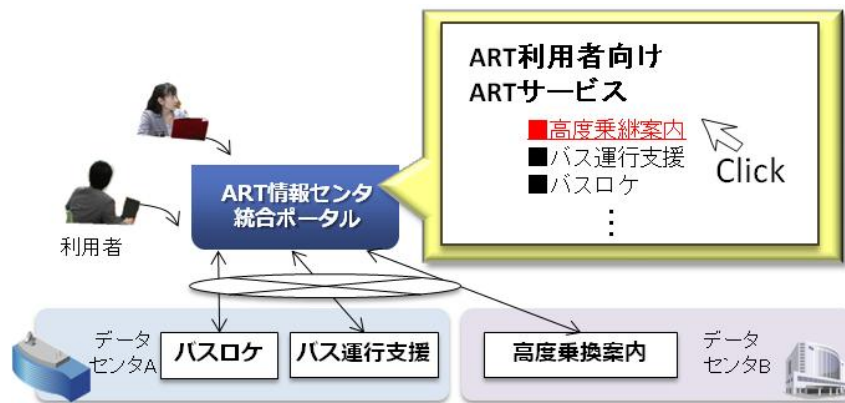 ART利用者向け
ARTサービス
■高度乗継案内
■バス運行支援
■バスロケ
⋮
Click
ART情報センタ
統合ポータル
利用者
データ
センタA
バスロケ
バス運行支援
高度乗換案内
データ
センタB